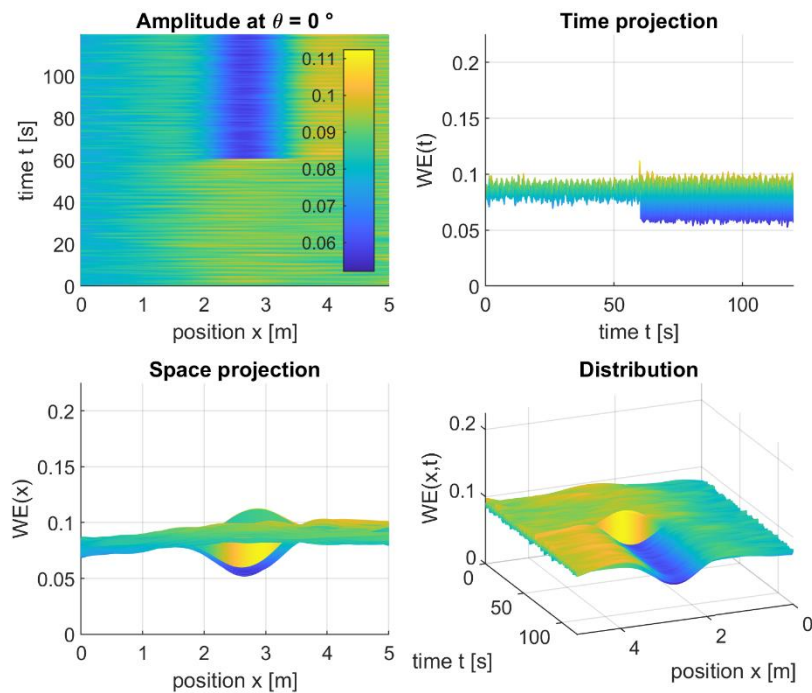 Amplitude at θ = 0 °
time t [s]
120
100
80
60
40
20
0
0.11
0.1
0.09
0.08
0.07
0.06
0 1 2 3 4 5
position x [m]
Time projection
WE(t)
0.2
0.15
0.1
0.05
0
0 50 100
time t [s]
Space projection
WE(x)
0.2
0.15
0.1
0.05
0
0 1 2 3 4 5
position x [m]
Distribution
WE(x,t)
0.2
0.1
0
0
50
100
time t [s]
4 2 0
position x [m]